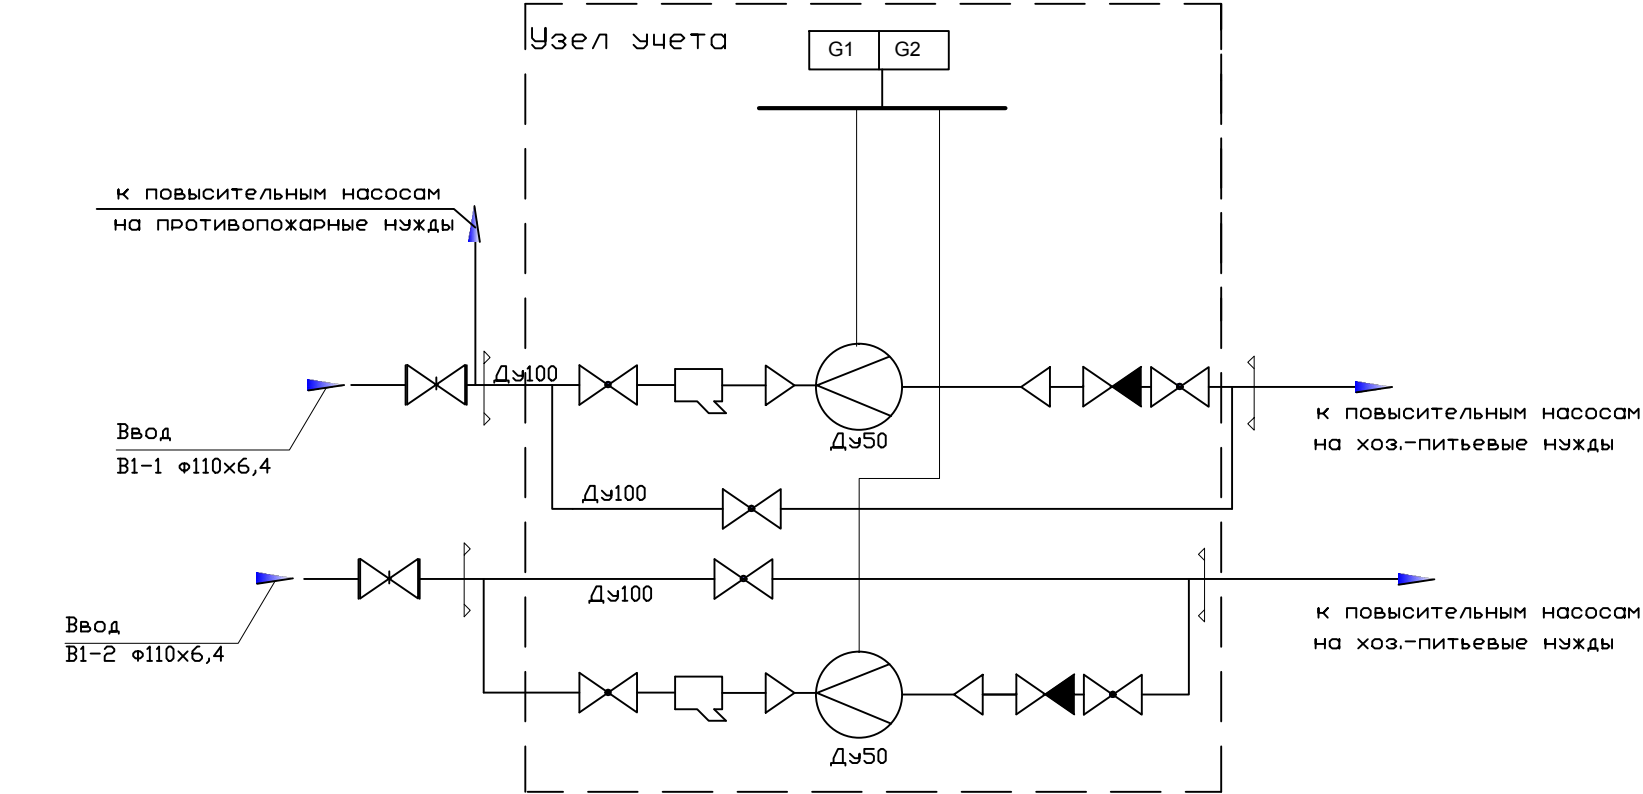 Узел учета
G1 G2
к повысительным насосам
на противопожарные нужды
Ду100
Ввод
В1-1 ф110х6,4
Ду50
к повысительным насосам
на хоз.-питьевые нужды
Ду100
Ду100
Ввод
В1-2 ф110х6,4
к повысительным насосам
на хоз.-питьевые нужды
Ду50